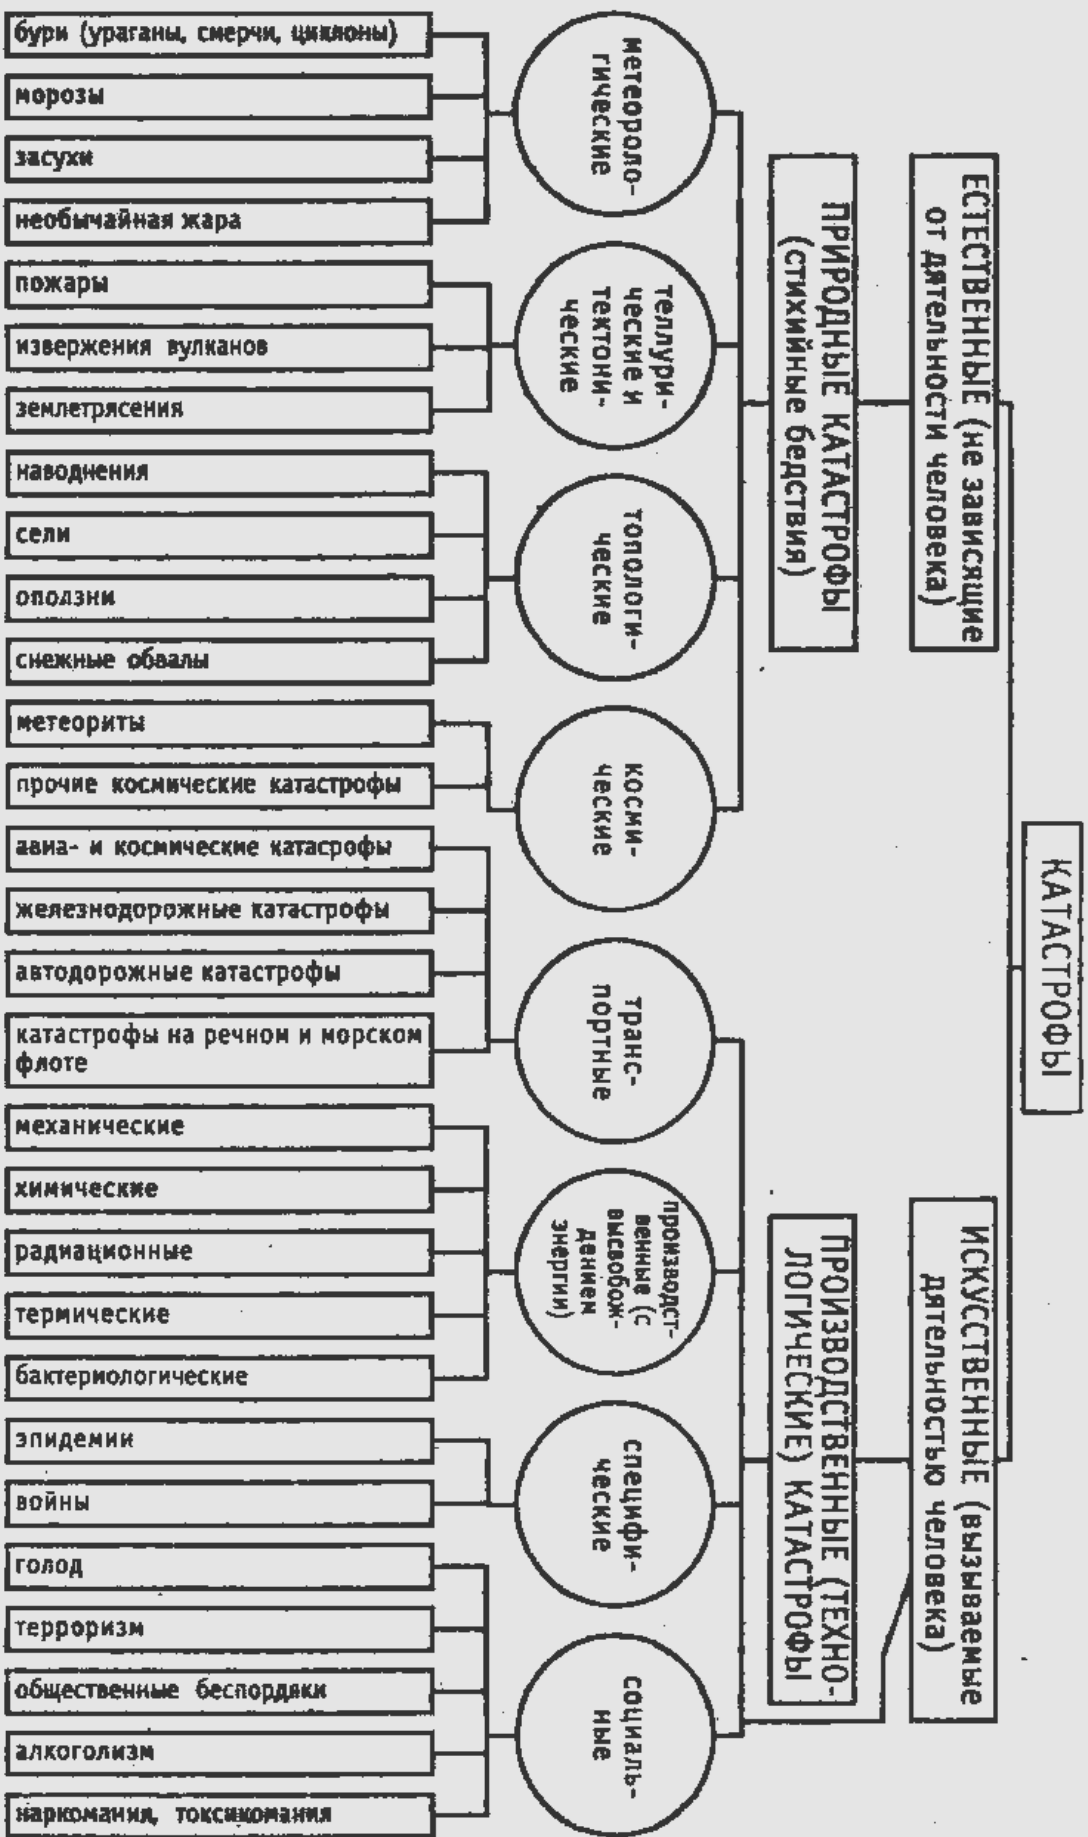 КАТАСТРОФЫ
ЕСТЕСТВЕННЫЕ (не зависящие
от дятельности человека)
ИСКУССТВЕННЫЕ (вызываемые
дятельностью человека)
ПРИРОДНЫЕ КАТАСТРОФЫ
(стихийные бедствия)
ПРОИЗВОДСТВЕННЫЕ (ТЕХНО-
ЛОГИЧЕСКИЕ) КАТАСТРОФЫ
метеороло-
гические
теллури-
ческие и
тектони-
ческие
топологи-
ческие
косми-
ческие
транс-
портные
производст-
венные (с
высвобож-
дением
энергии)
специфи-
ческие
социаль-
ные
бури (ураганы, смерчи, циклоны)
морозы
засухи
необычайная жара
пожары
извержения вулканов
землетрясения
наводнения
сели
оползни
снежные обвалы
метеориты
прочие космические катастрофы
авиа- и космические катасрофы
железнодорожные катастрофы
автодорожные катастрофы
катастрофы на речном и морском
флоте
механические
химические
радиационные
термические
бактериологические
эпидемии
войны
голод
терроризм
общественные беспордяки
алкоголизм
наркомания, токсикомания